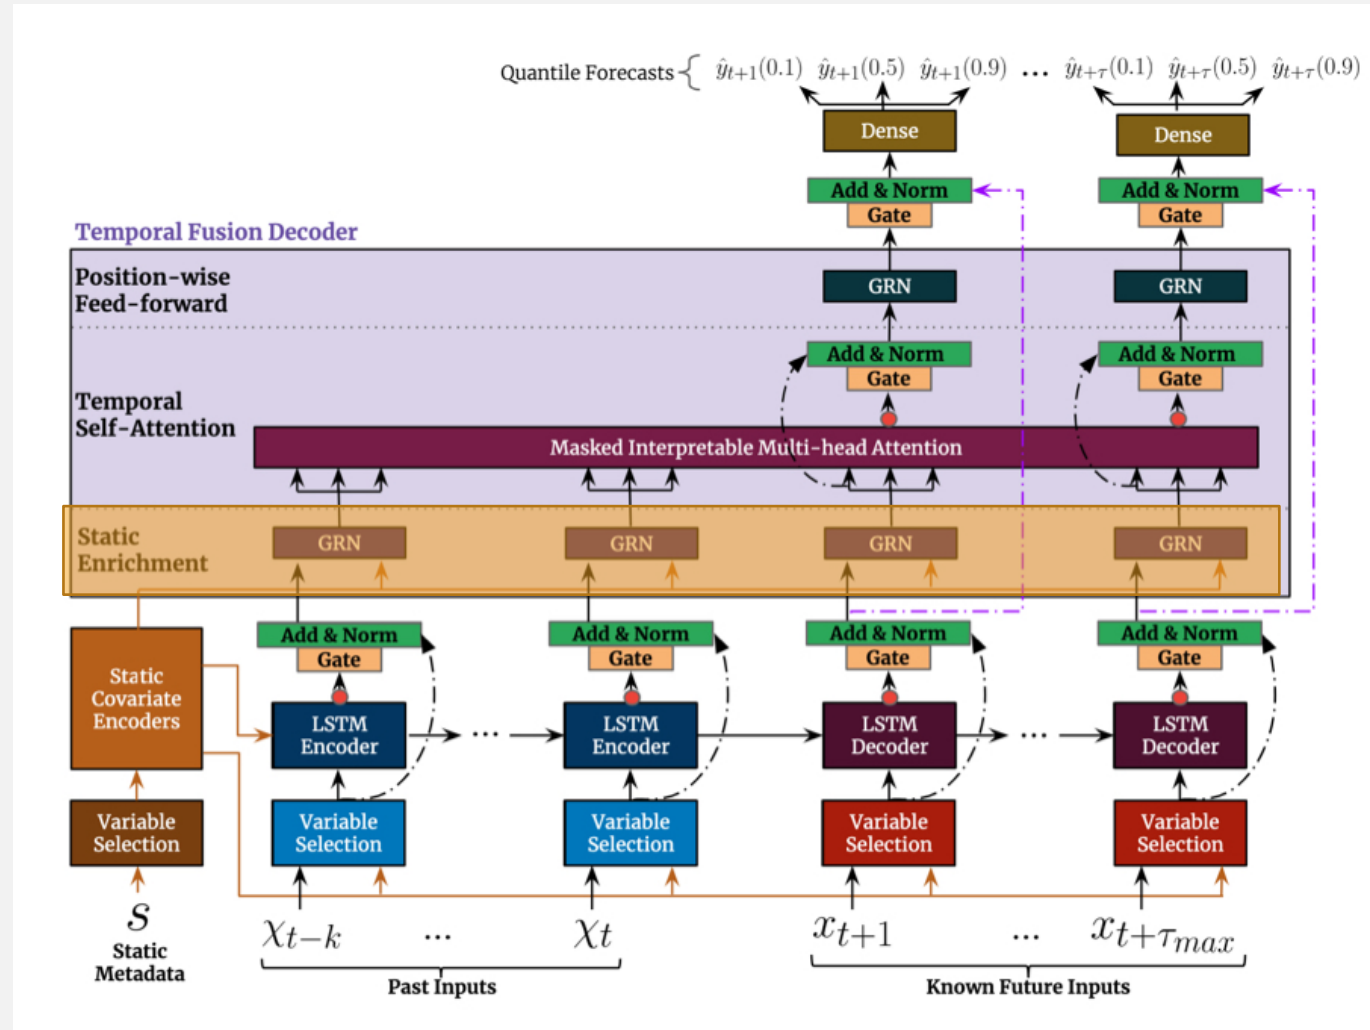 Quantile Forecasts { ŷt+1(0.1) ŷt+1(0.5) ŷt+1(0.9) ... ŷt+τ(0.1) ŷt+τ(0.5) ŷt+τ(0.9)
Dense Dense
Add & Norm Add & Norm
Gate Gate
Temporal Fusion Decoder
Position-wise
Feed-forward
GRN GRN
Add & Norm Add & Norm
Gate Gate
Temporal
Self-Attention
Masked Interpretable Multi-head Attention
Static
Enrichment
GRN GRN GRN GRN
Add & Norm Add & Norm Add & Norm Add & Norm
Gate Gate Gate Gate
Static
Covariate
Encoders
LSTM
Encoder
...
LSTM
Encoder
LSTM
Decoder
...
LSTM
Decoder
Variable
Selection
Variable
Selection
Variable
Selection
Variable
Selection
Variable
Selection
s
Static
Metadata
χt−k ... χt xt+1 ... xt+τmax
Past Inputs
Known Future Inputs